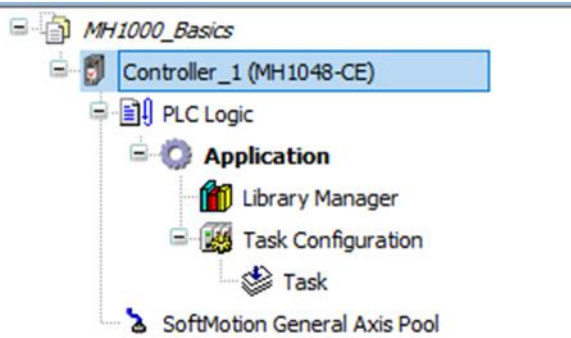 MH1000_Basics
Controller_1 (MH1048-CE)
PLC Logic
Application
Library Manager
Task Configuration
Task
SoftMotion General Axis Pool